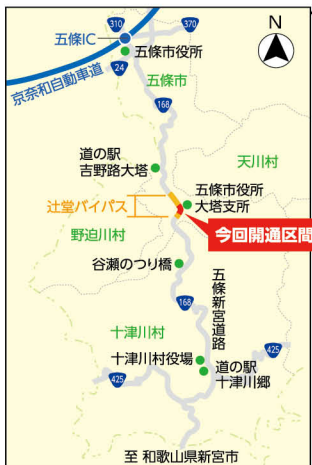 N
310
370
五條IC
五條市役所
24
京奈和自動車道
五條市
168
道の駅
吉野路大塔
天川村
五條市役所
大塔支所
辻堂バイパス
今回開通区間
野迫川村
谷瀬のつり橋
五條新宮道路
168
十津川村
十津川村役場
425
道の駅
十津川郷
425
至 和歌山県新宮市